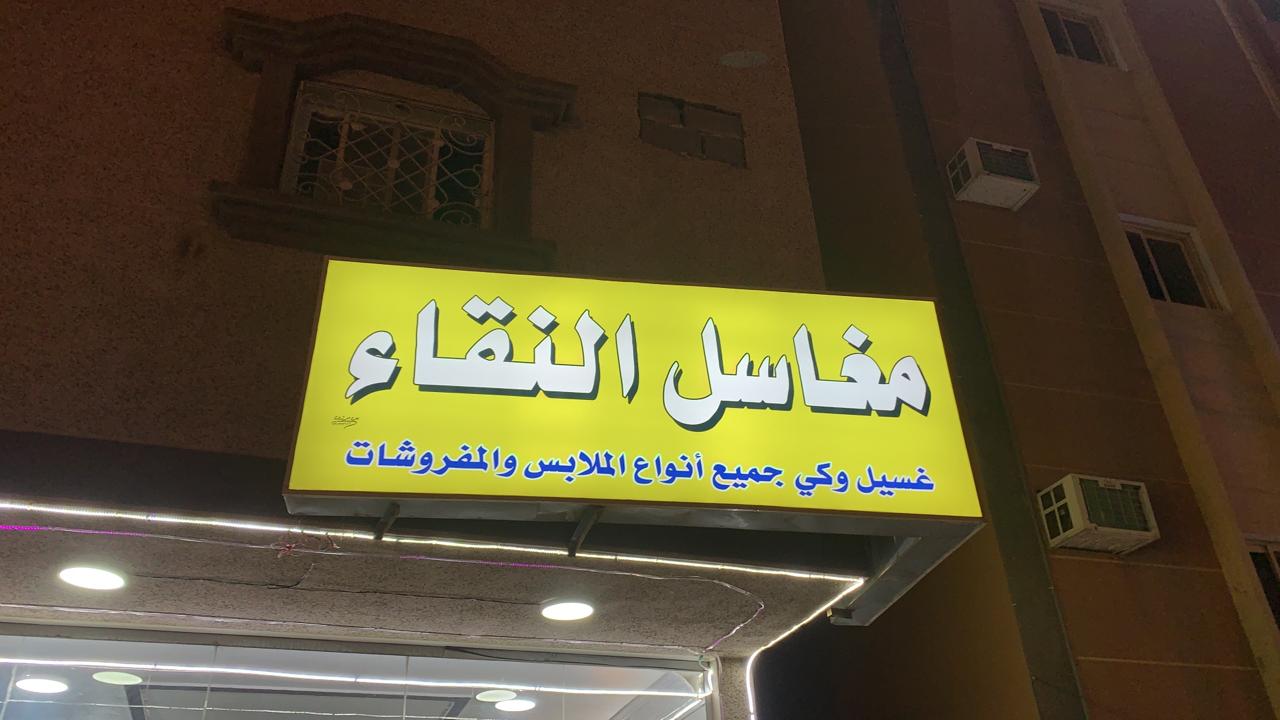 مغاسل النقاء
غسيل وكي جميع أنواع الملابس والمفروشات